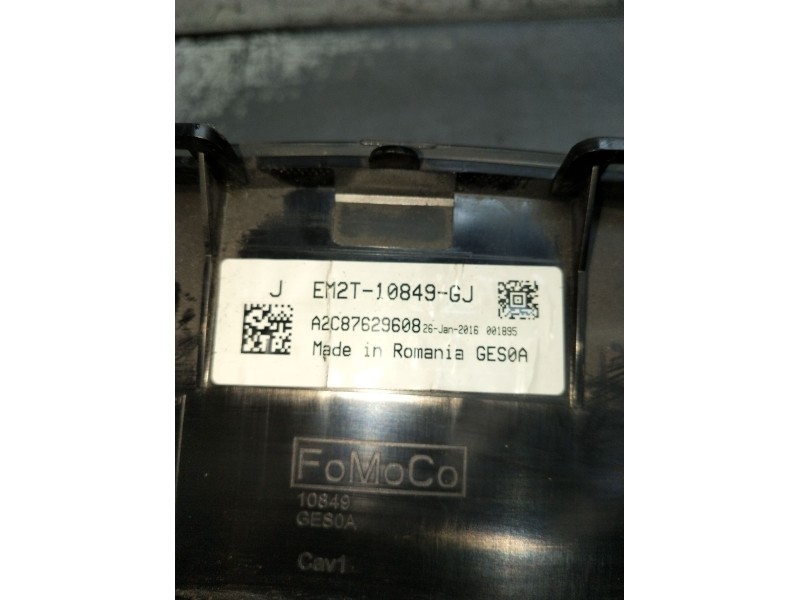 J EM2T-10849-GJ
A2C87629608 26-Jan-2016 001895
Made in Romania GES0A
FoMoCo
10849
GES0A
Cav1